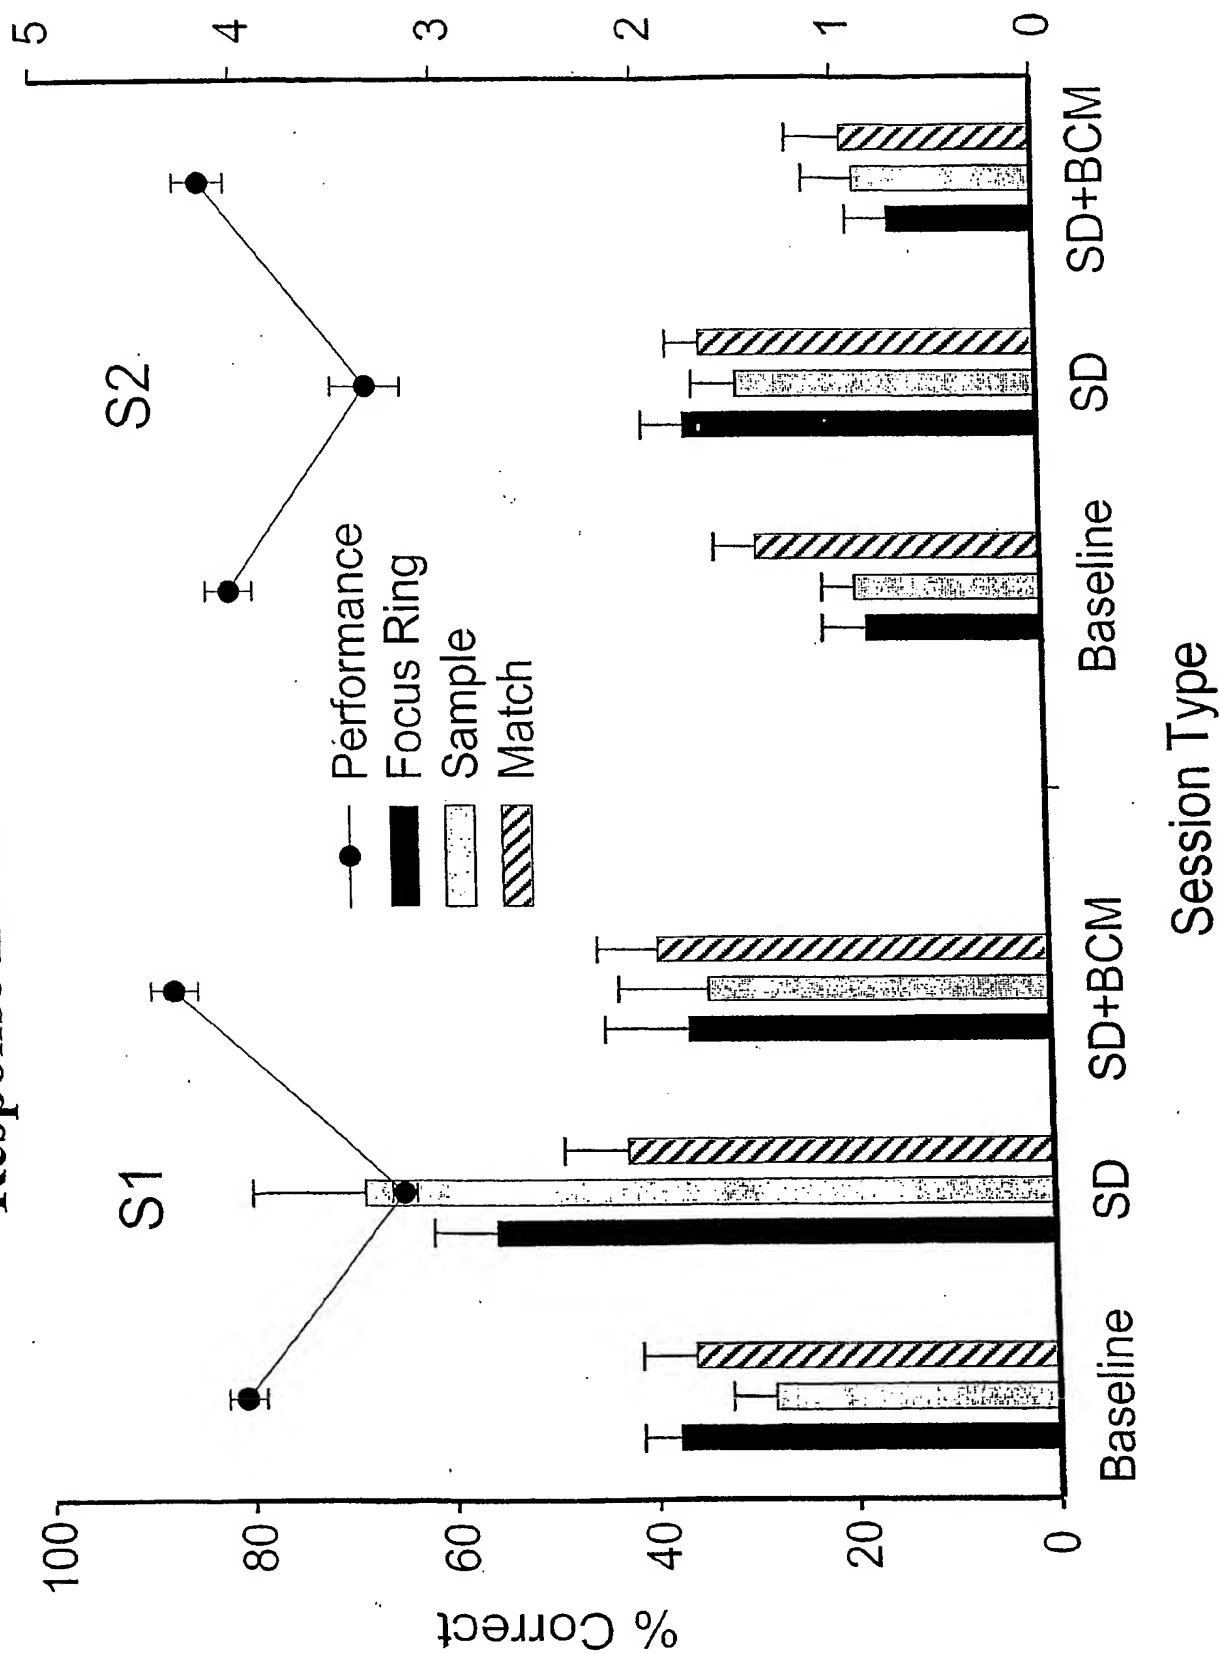 S1
S2
Performance
Focus Ring
Sample
Match
% Correct
100
80
60
40
20
0
5
4
3
2
1
0
Baseline
SD
SD+BCM
Baseline
SD
SD+BCM
Session Type